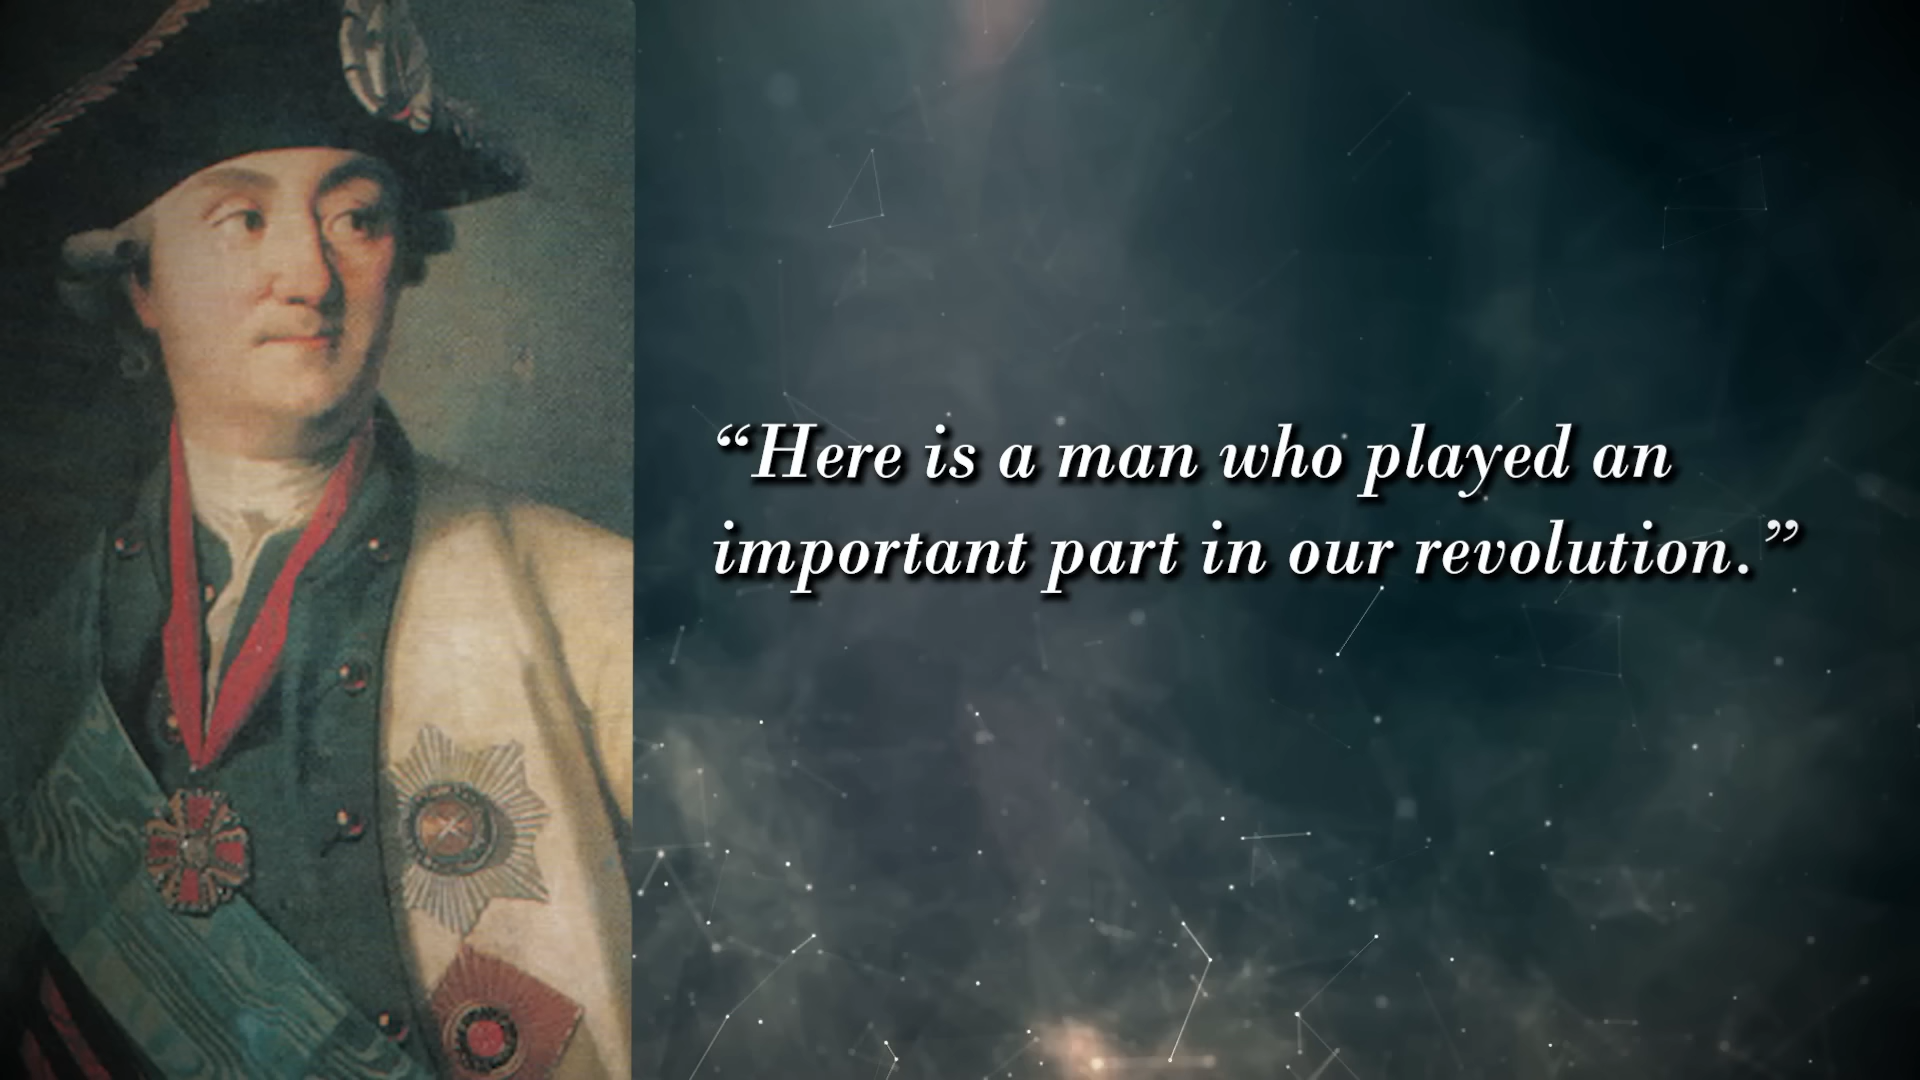 “Here is a man who played an
important part in our revolution.”